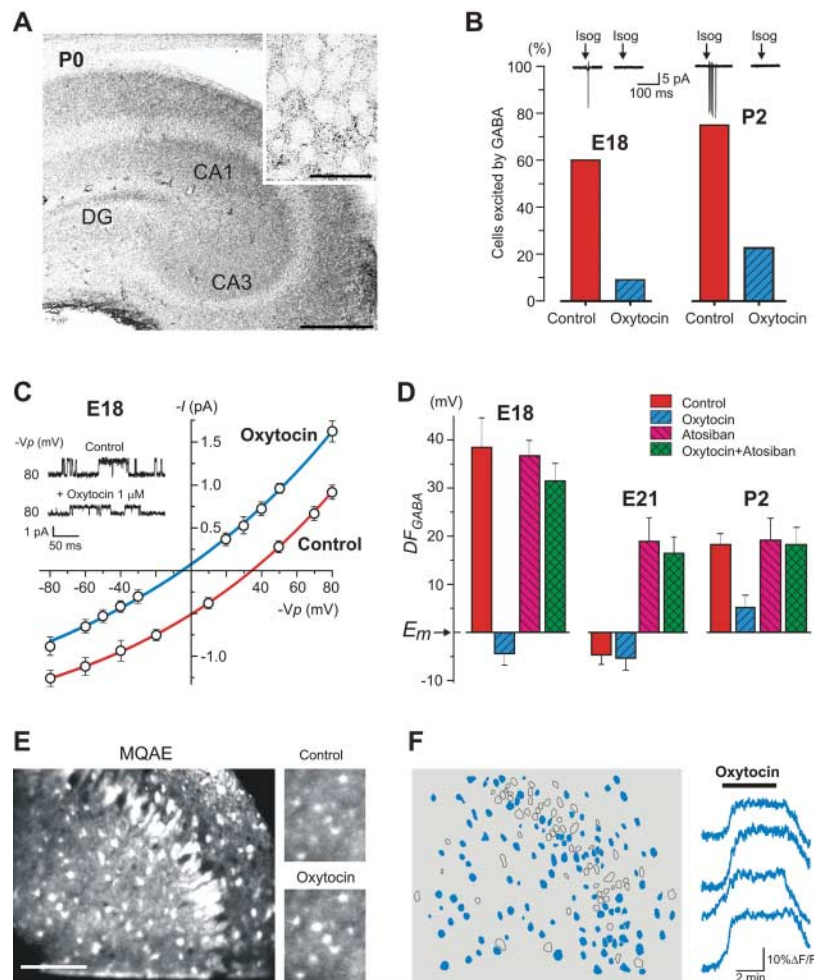 A
P0
CA1
DG
CA3
B
(%)
Isog Isog Isog Isog
100
80
60
40
20
0
5 pA
100 ms
E18
P2
Cells excited by GABA
Control Oxytocin Control Oxytocin
C
E18
-I (pA)
-Vp (mV)
Control
80
+ Oxytocin 1 µM
80
1 pA
50 ms
Oxytocin
Control
1.5
1.0
0.5
-80 -60 -40 -20 20 40 60 80
-Vp (mV)
-1.0
D
(mV)
E18
Control
Oxytocin
Atosiban
Oxytocin+Atosiban
E21
P2
40
30
20
10
-10
DFGABA
Em
E
MQAE
Control
Oxytocin
F
Oxytocin
10%ΔF/F
2 min